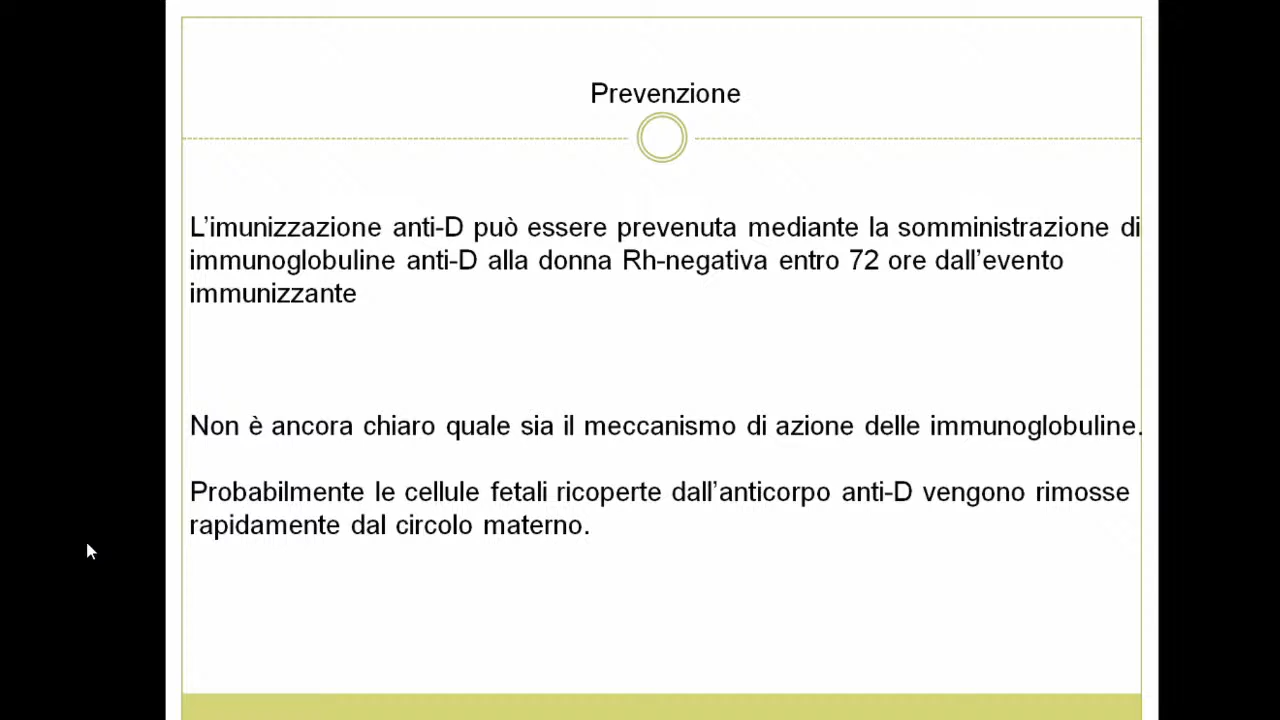 Prevenzione
L’imunizzazione anti-D può essere prevenuta mediante la somministrazione di
immunoglobuline anti-D alla donna Rh-negativa entro 72 ore dall’evento
immunizzante
Non è ancora chiaro quale sia il meccanismo di azione delle immunoglobuline.
Probabilmente le cellule fetali ricoperte dall’anticorpo anti-D vengono rimosse
rapidamente dal circolo materno.